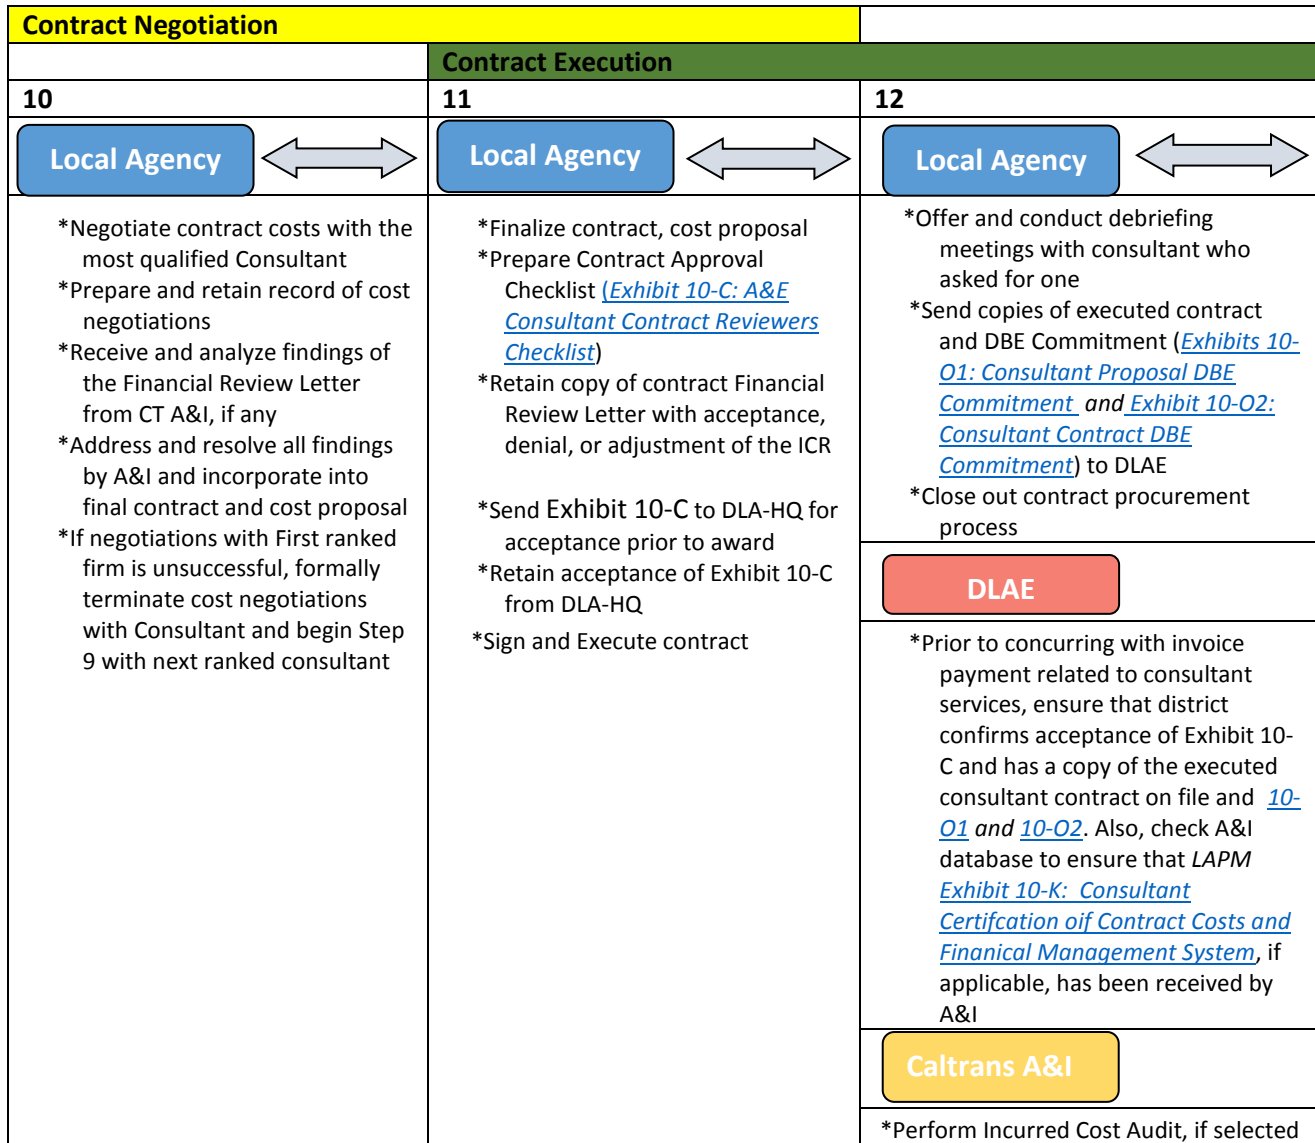 Contract Negotiation
Contract Execution
10
11
12
Local Agency
Local Agency
Local Agency
*Negotiate contract costs with the
most qualified Consultant
*Prepare and retain record of cost
negotiations
*Receive and analyze findings of
the Financial Review Letter
from CT A&I, if any
*Address and resolve all findings
by A&I and incorporate into
final contract and cost proposal
*If negotiations with First ranked
firm is unsuccessful, formally
terminate cost negotiations
with Consultant and begin Step
9 with next ranked consultant
*Finalize contract, cost proposal
*Prepare Contract Approval
Checklist (Exhibit 10-C: A&E
Consultant Contract Reviewers
Checklist)
*Retain copy of contract Financial
Review Letter with acceptance,
denial, or adjustment of the ICR
*Send Exhibit 10-C to DLA-HQ for
acceptance prior to award
*Retain acceptance of Exhibit 10-C
from DLA-HQ
*Sign and Execute contract
*Offer and conduct debriefing
meetings with consultant who
asked for one
*Send copies of executed contract
and DBE Commitment (Exhibits 10-
O1: Consultant Proposal DBE
Commitment and Exhibit 10-O2:
Consultant Contract DBE
Commitment) to DLAE
*Close out contract procurement
process
DLAE
*Prior to concurring with invoice
payment related to consultant
services, ensure that district
confirms acceptance of Exhibit 10-
C and has a copy of the executed
consultant contract on file and 10-
O1 and 10-O2. Also, check A&I
database to ensure that LAPM
Exhibit 10-K: Consultant
Certifcation oif Contract Costs and
Finanical Management System, if
applicable, has been received by
A&I
Caltrans A&I
*Perform Incurred Cost Audit, if selected